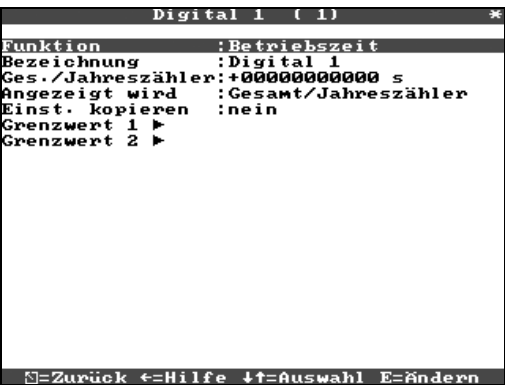 Digital 1 ( 1) *
Funktion :Betriebszeit
Bezeichnung :Digital 1
Ges./Jahreszähler:+00000000000 s
Angezeigt wird :Gesamt/Jahreszähler
Einst. kopieren :nein
Grenzwert 1 ►
Grenzwert 2 ►
⍂=Zurück ←=Hilfe ↓↑=Auswahl E=Ändern